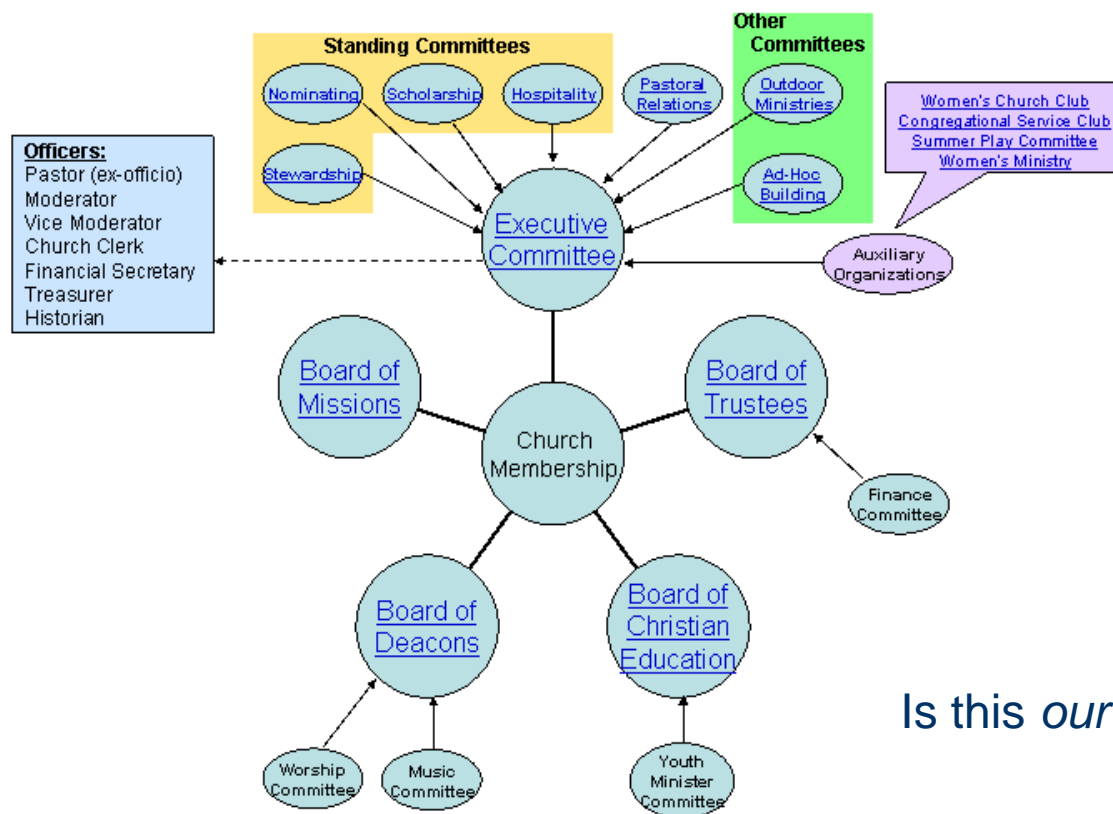 Standing Committees
Other
Committees
Nominating
Scholarship
Hospitality
Pastoral
Relations
Outdoor
Ministries
Women's Church Club
Congregational Service Club
Summer Play Committee
Women's Ministry
Officers:
Pastor (ex-officio)
Moderator
Vice Moderator
Church Clerk
Financial Secretary
Treasurer
Historian
Stewardship
Ad-Hoc
Building
Executive
Committee
Auxiliary
Organizations
Board of
Missions
Board of
Trustees
Church
Membership
Finance
Committee
Board of
Deacons
Board of
Christian
Education
Is this our
Worship
Committee
Music
Committee
Youth
Minister
Committee